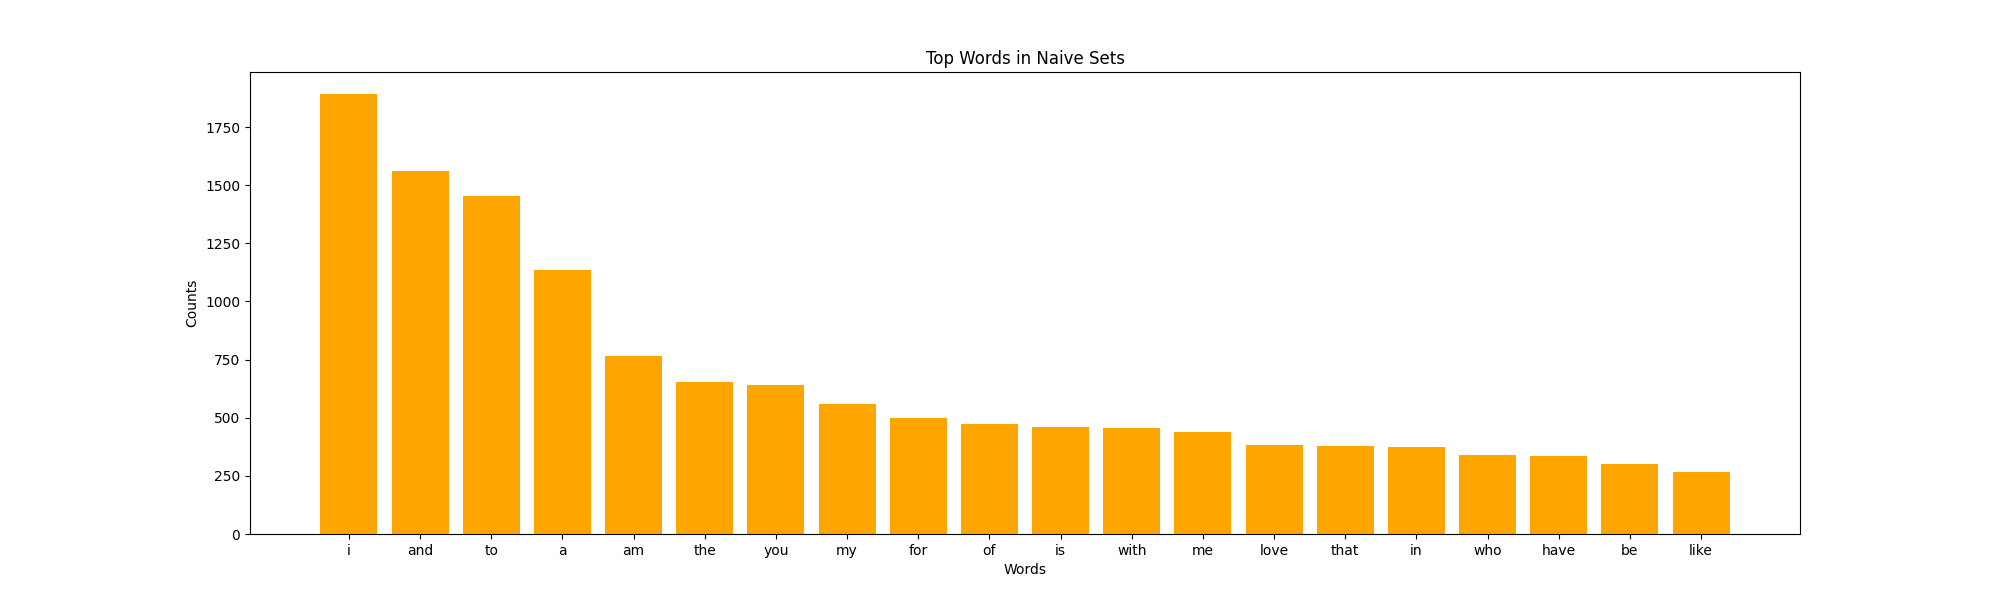 Top Words in Naive Sets
1750
1500
1250
1000
750
500
250
0
Counts
i and to a am the you my for of is with me love that in who have be like
Words